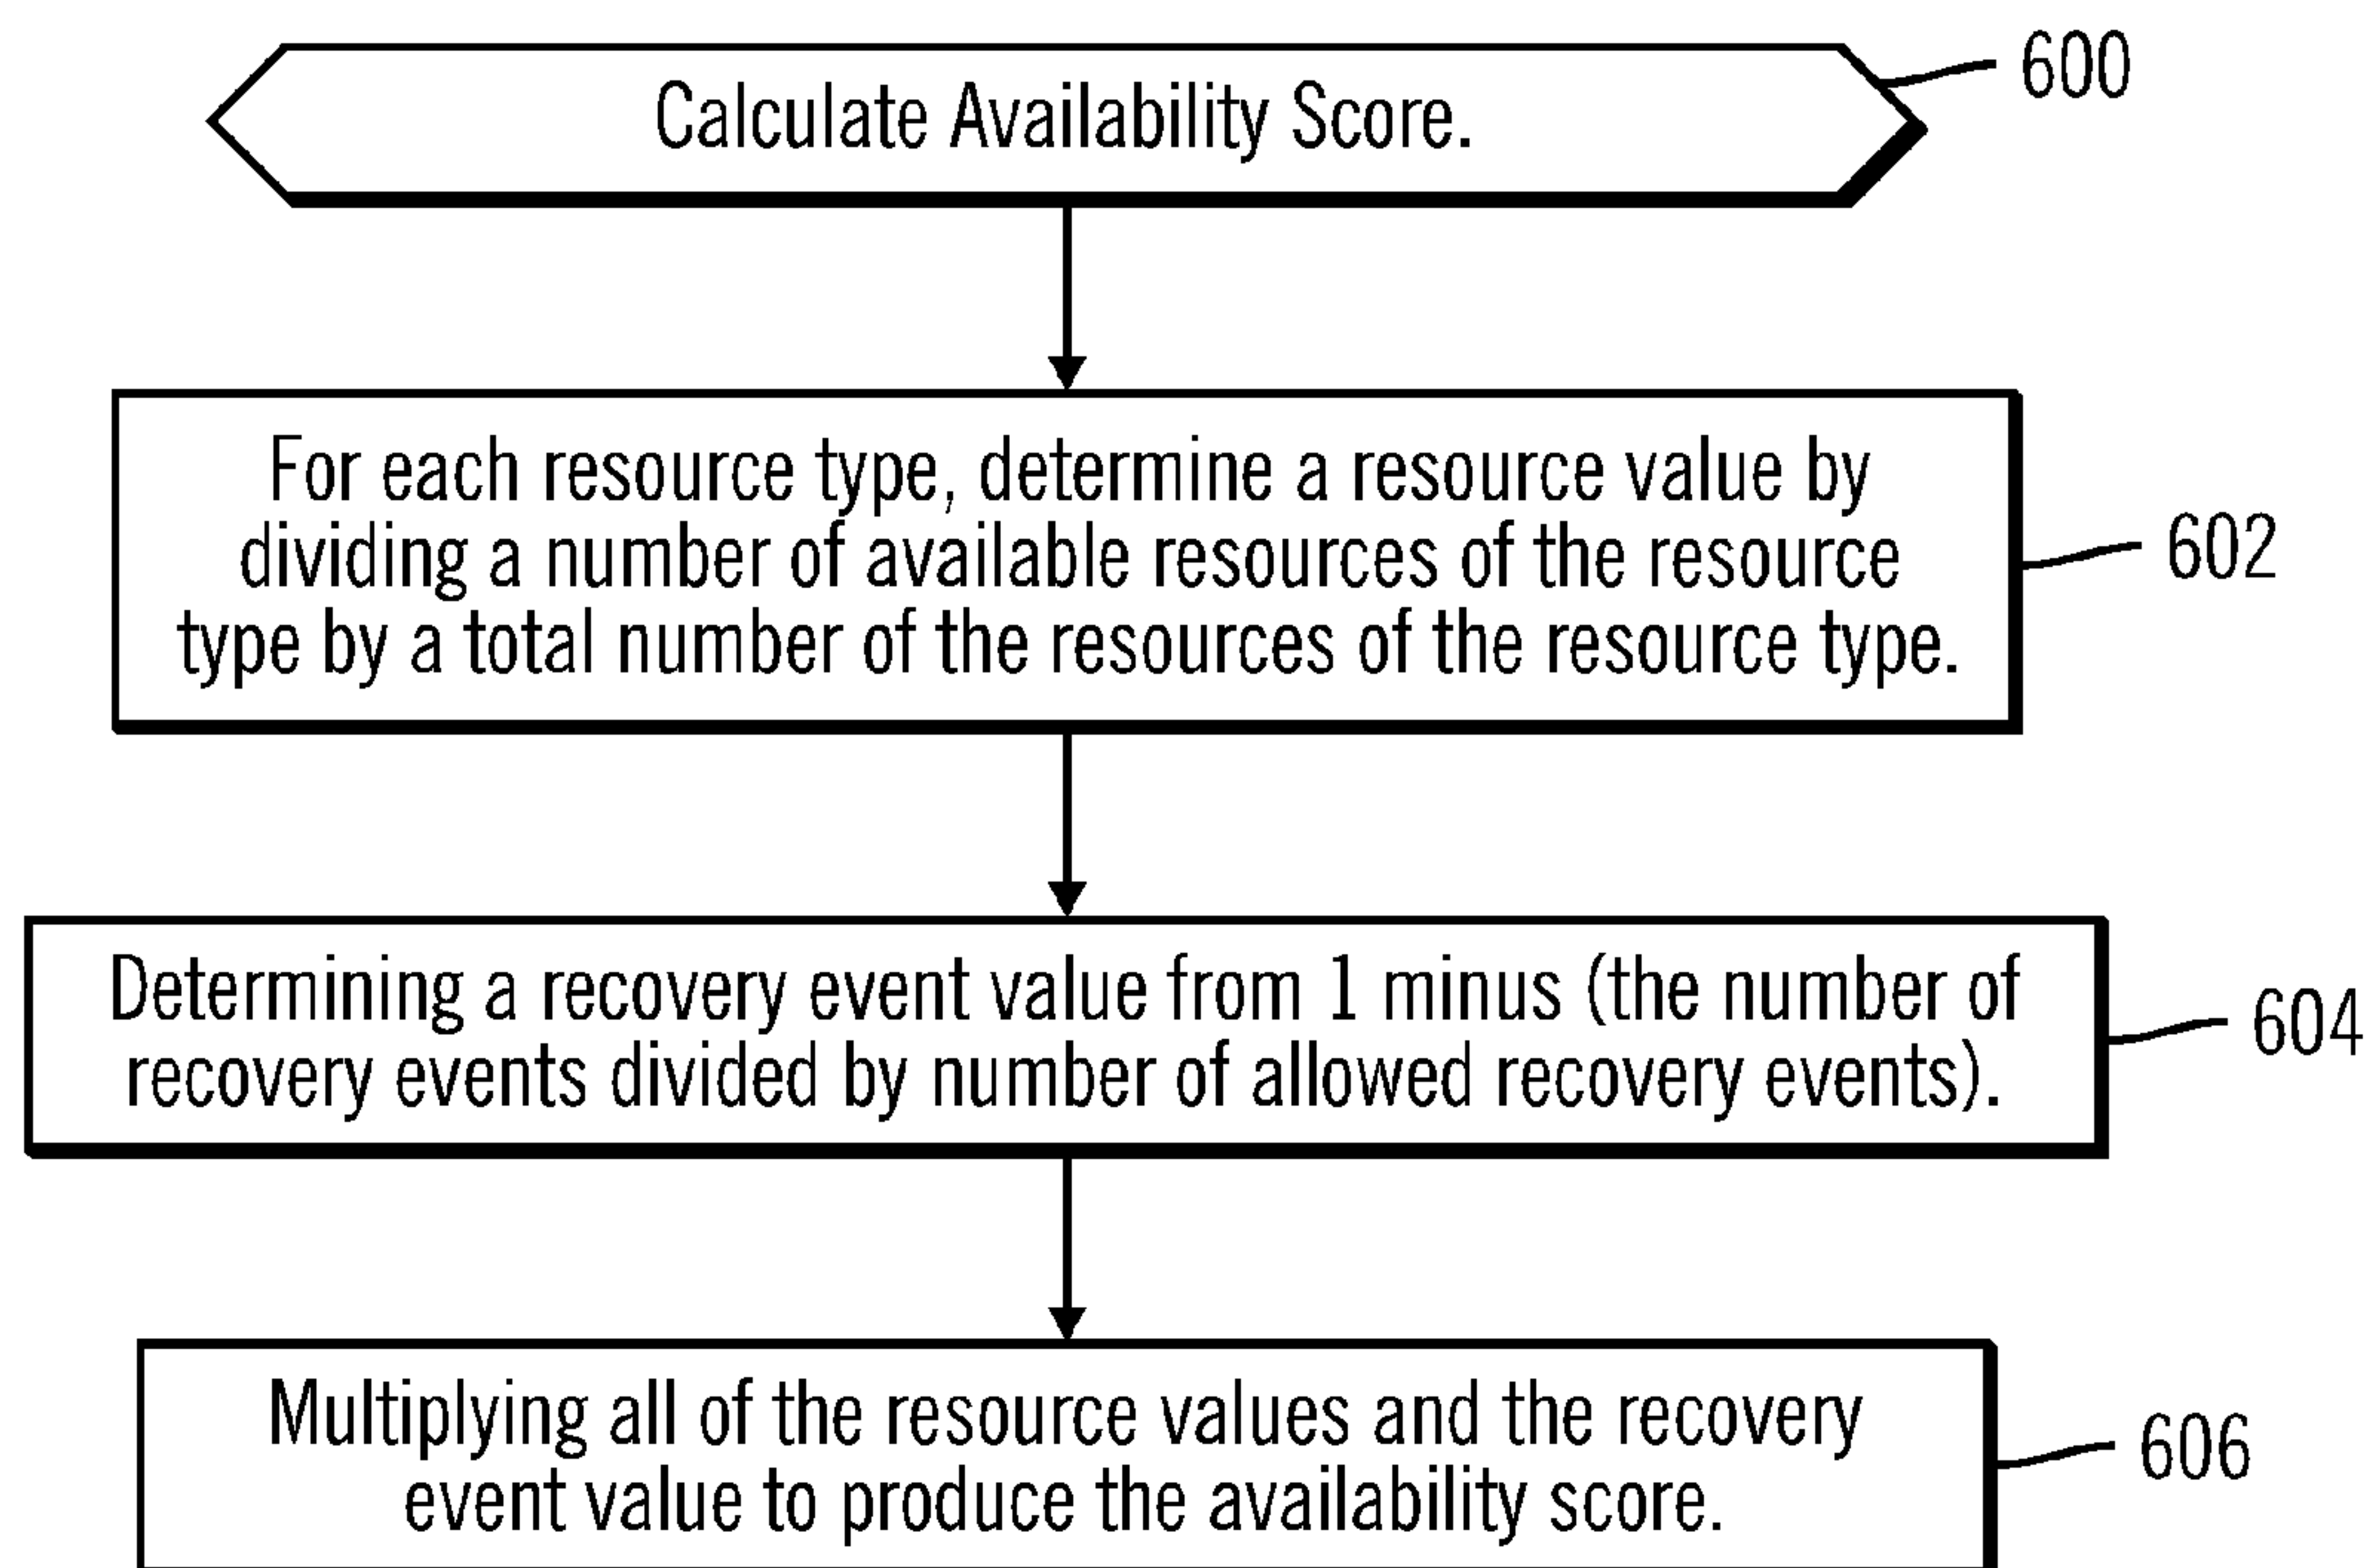 Calculate Availability Score.
600
For each resource type, determine a resource value by
dividing a number of available resources of the resource
type by a total number of the resources of the resource type.
602
Determining a recovery event value from 1 minus (the number of
recovery events divided by number of allowed recovery events).
604
Multiplying all of the resource values and the recovery
event value to produce the availability score.
606